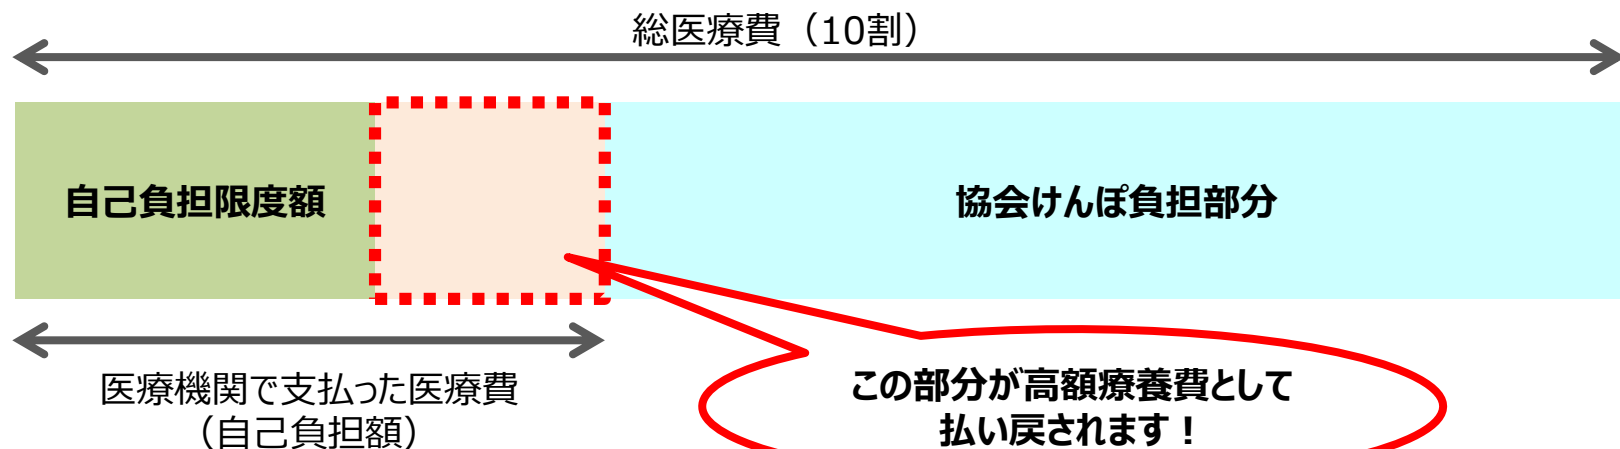 総医療費（10割）
自己負担限度額
協会けんぽ負担部分
医療機関で支払った医療費
（自己負担額）
この部分が高額療養費として
払い戻されます！